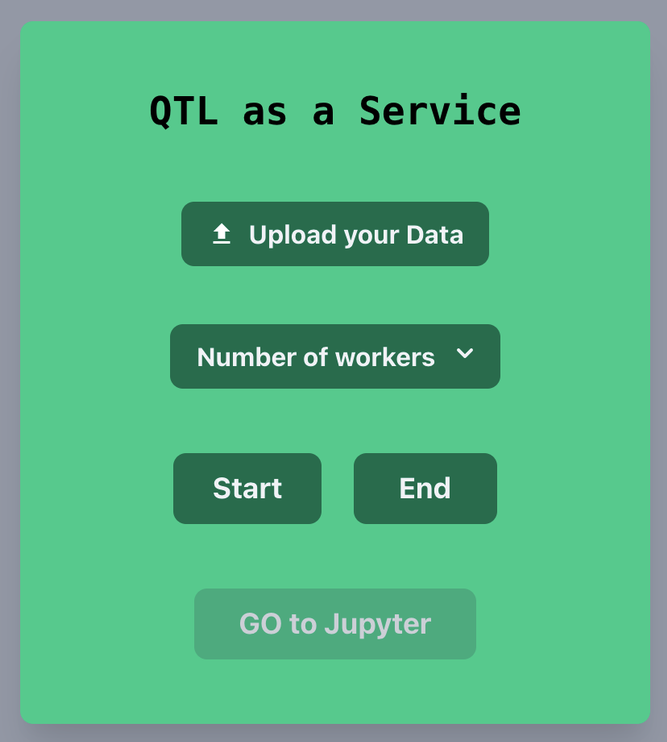 QTL as a Service
Upload your Data
Number of workers
Start End
GO to Jupyter